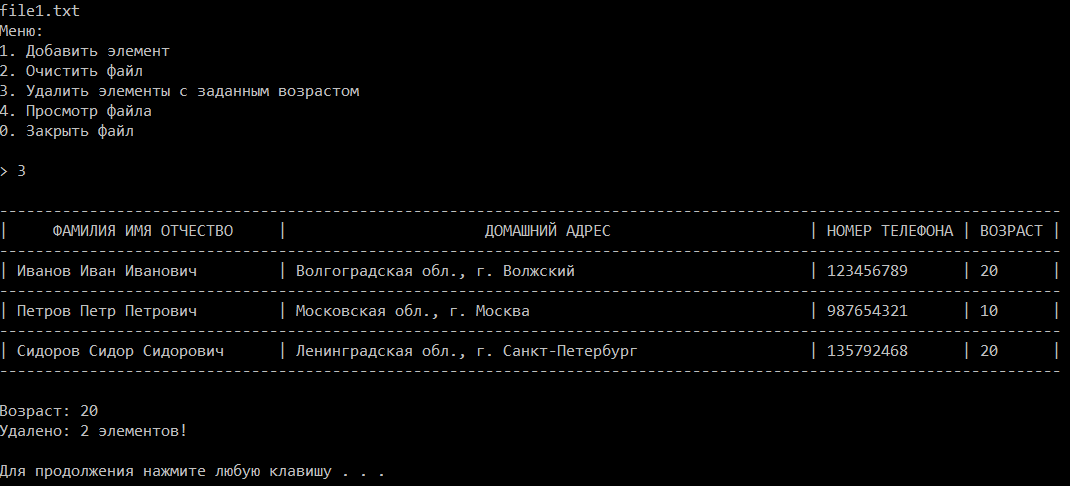 file1.txt
Меню:
1. Добавить элемент
2. Очистить файл
3. Удалить элементы с заданным возрастом
4. Просмотр файла
0. Закрыть файл
> 3
| ФАМИЛИЯ ИМЯ ОТЧЕСТВО | ДОМАШНИЙ АДРЕС | НОМЕР ТЕЛЕФОНА | ВОЗРАСТ |
| Иванов Иван Иванович | Волгоградская обл., г. Волжский | 123456789 | 20 |
| Петров Петр Петрович | Московская обл., г. Москва | 987654321 | 10 |
| Сидоров Сидор Сидорович | Ленинградская обл., г. Санкт-Петербург | 135792468 | 20 |
Возраст: 20
Удалено: 2 элементов!
Для продолжения нажмите любую клавишу . . .